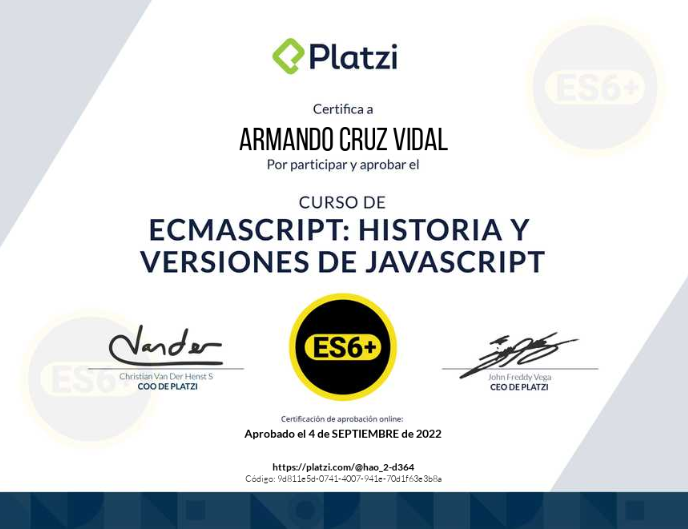 Platzi
ES6+
Certifica a
ARMANDO CRUZ VIDAL
Por participar y aprobar el
CURSO DE
ECMASCRIPT: HISTORIA Y
VERSIONES DE JAVASCRIPT
ES6+
ES6+
Christian Van Der Henst S
COO DE PLATZI
John Freddy Vega
CEO DE PLATZI
Certificación de aprobación online:
Aprobado el 4 de SEPTIEMBRE de 2022
https://platzi.com/@hao_2-d364
Código: 9d811e5d-0741-4007-941e-70d1f63e3b8a